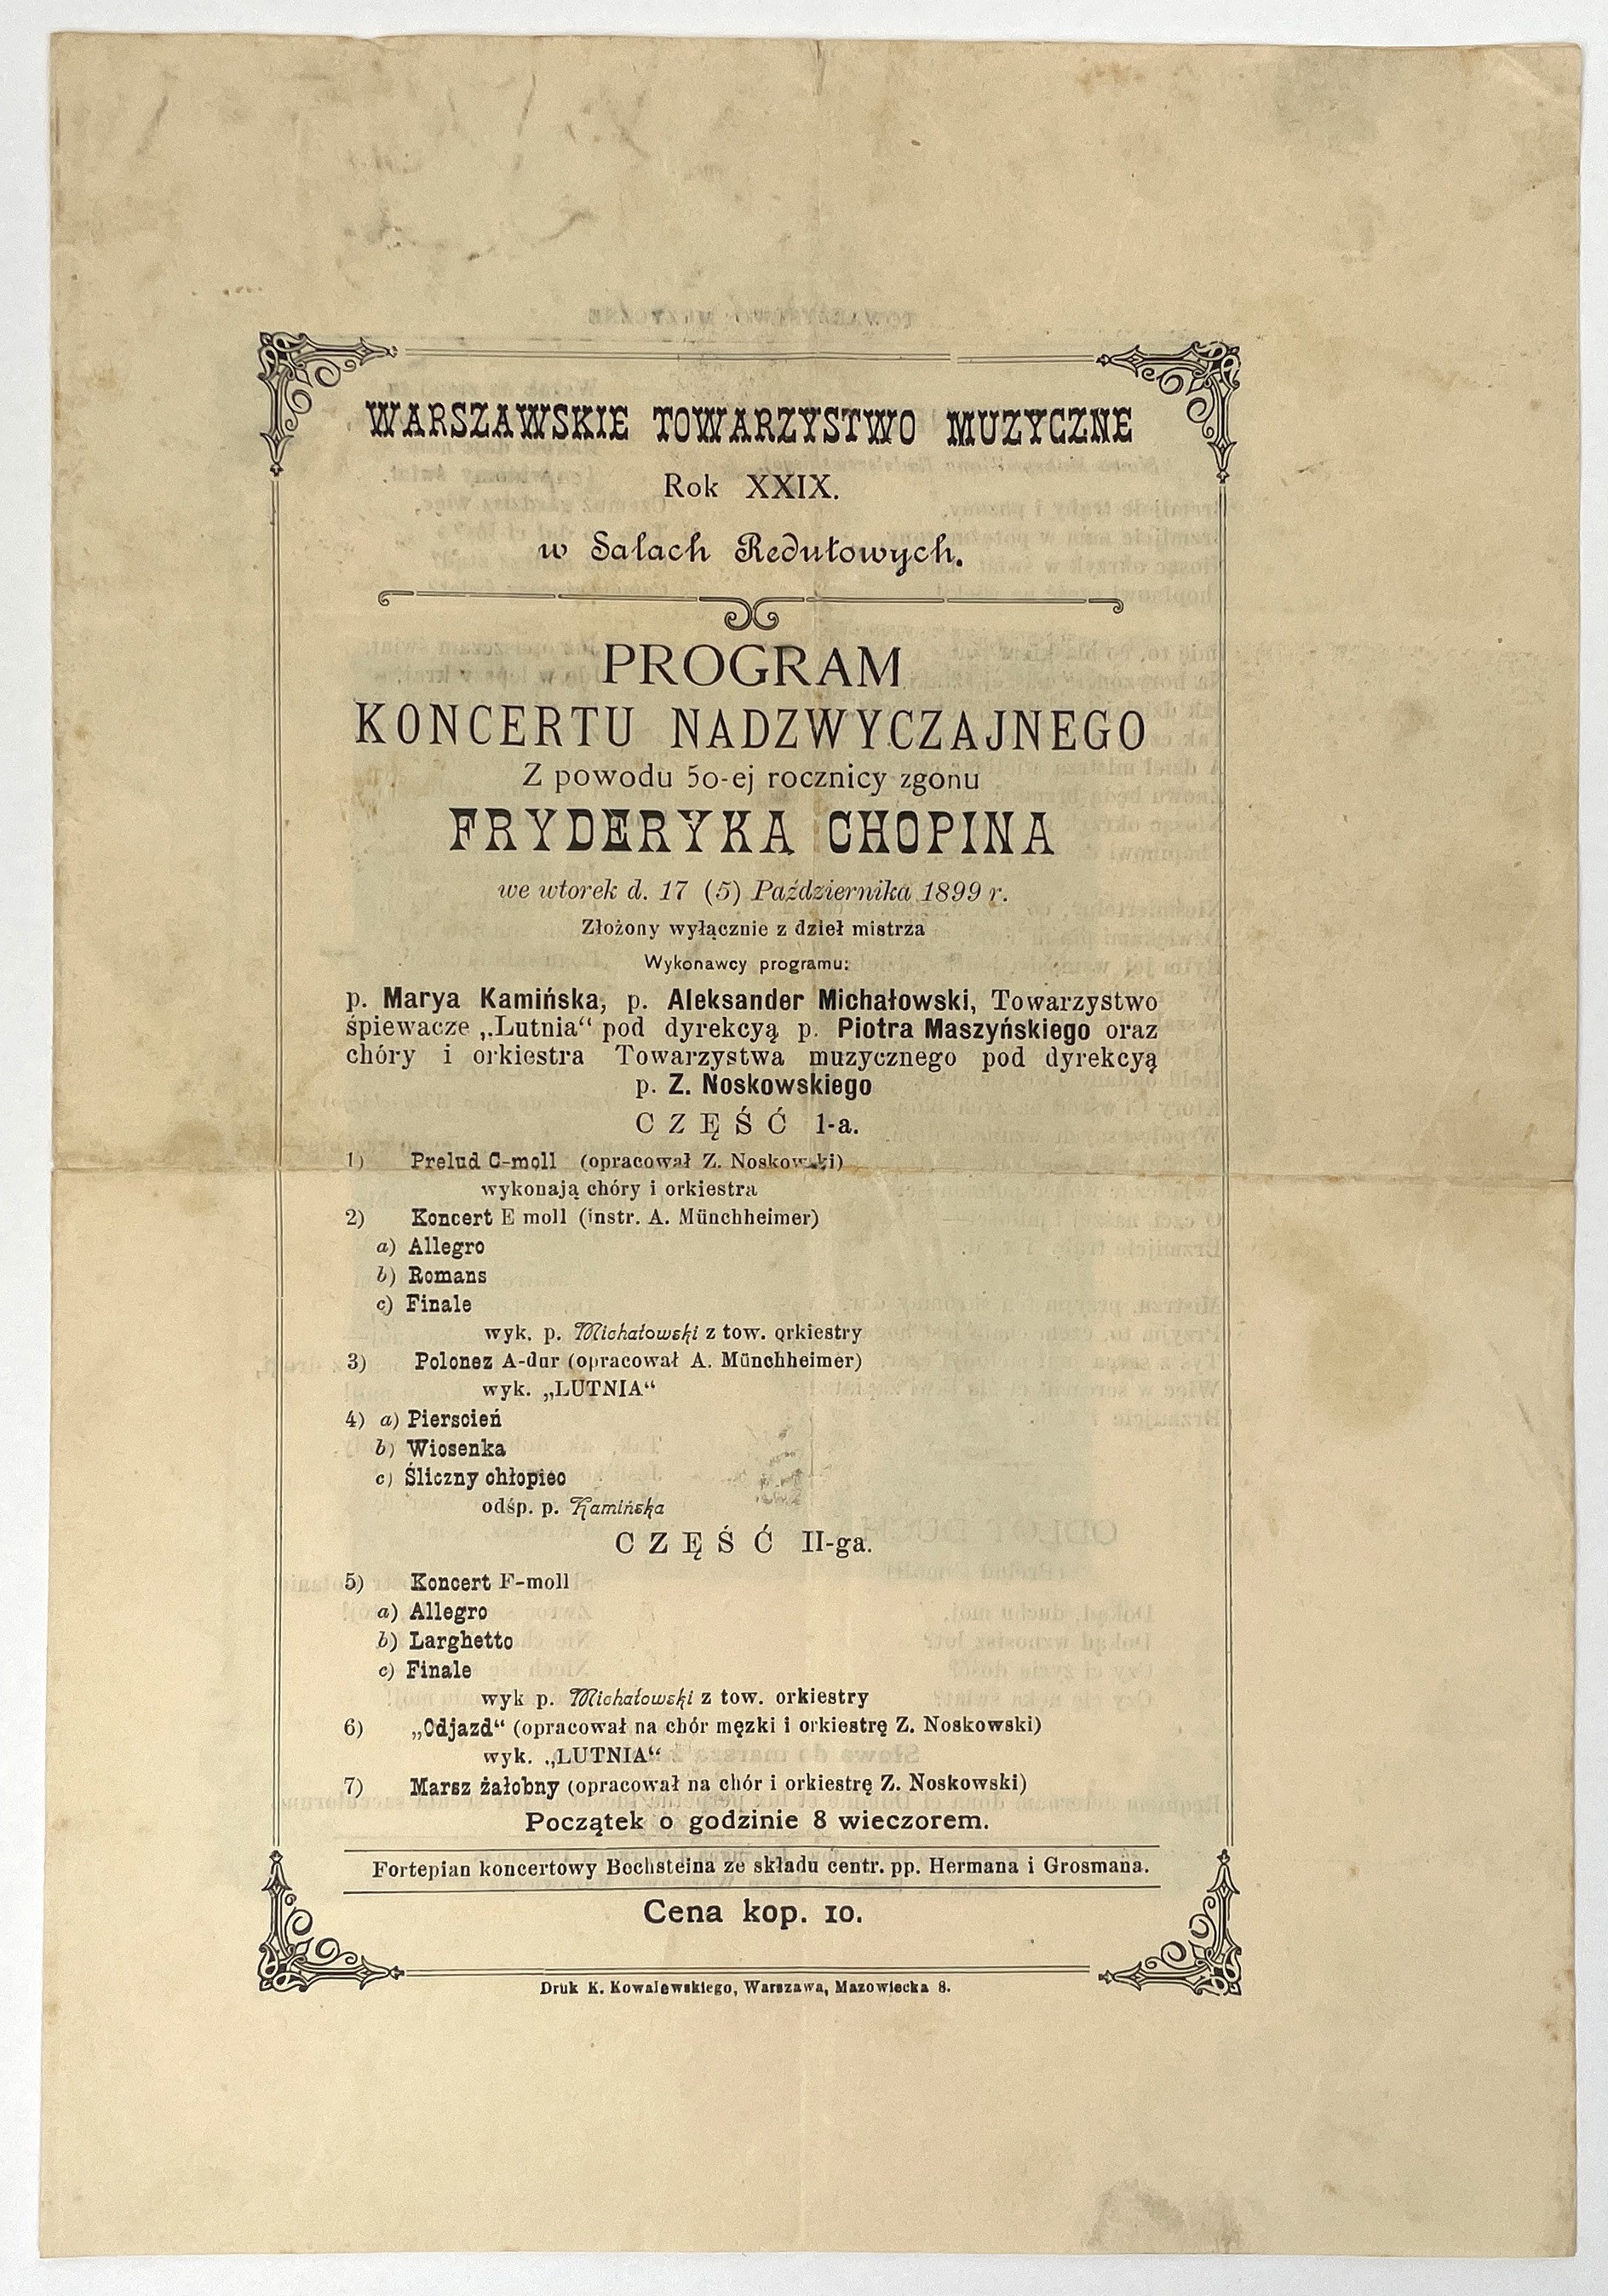 WARSZAWSKIE TOWARZYSTWO MUZYCZNE
Rok XXIX.
w Salach Redutowych.
PROGRAM
KONCERTU NADZWYCZAJNEGO
Z powodu 50-ej rocznicy zgonu
FRYDERYKA CHOPINA
we wtorek d. 17 (5) Października 1899 r.
Złożony wyłącznie z dzieł mistrza
Wykonawcy programu:
p. Marya Kamińska, p. Aleksander Michałowski, Towarzystwo
śpiewacze „Lutnia“ pod dyrekcyą p. Piotra Maszyńskiego oraz
chóry i orkiestra Towarzystwa muzycznego pod dyrekcyą
p. Z. Noskowskiego
CZĘŚĆ I-a.
1) Prelud C-moll (opracował Z. Noskowski)
wykonają chóry i orkiestra
2) Koncert E moll (instr. A. Münchheimer)
a) Allegro
b) Romans
c) Finale
wyk. p. Michałowski z tow. orkiestry
3) Polonez A-dur (opracował A. Münchheimer)
wyk. „LUTNIA“
4) a) Pierscień
b) Wiosenka
c) Śliczny chłopiec
odśp. p. Kamińska
CZĘŚĆ II-ga.
5) Koncert F-moll
a) Allegro
b) Larghetto
c) Finale
wyk p. Michałowski z tow. orkiestry
6) „Odjazd“ (opracował na chór męzki i orkiestrę Z. Noskowski)
wyk. „LUTNIA“
7) Marsz żałobny (opracował na chór i orkiestrę Z. Noskowski)
Początek o godzinie 8 wieczorem.
Fortepian koncertowy Bechsteina ze składu centr. pp. Hermana i Grosmana.
Cena kop. 10.
Druk K. Kowalewskiego, Warszawa, Mazowiecka 8.